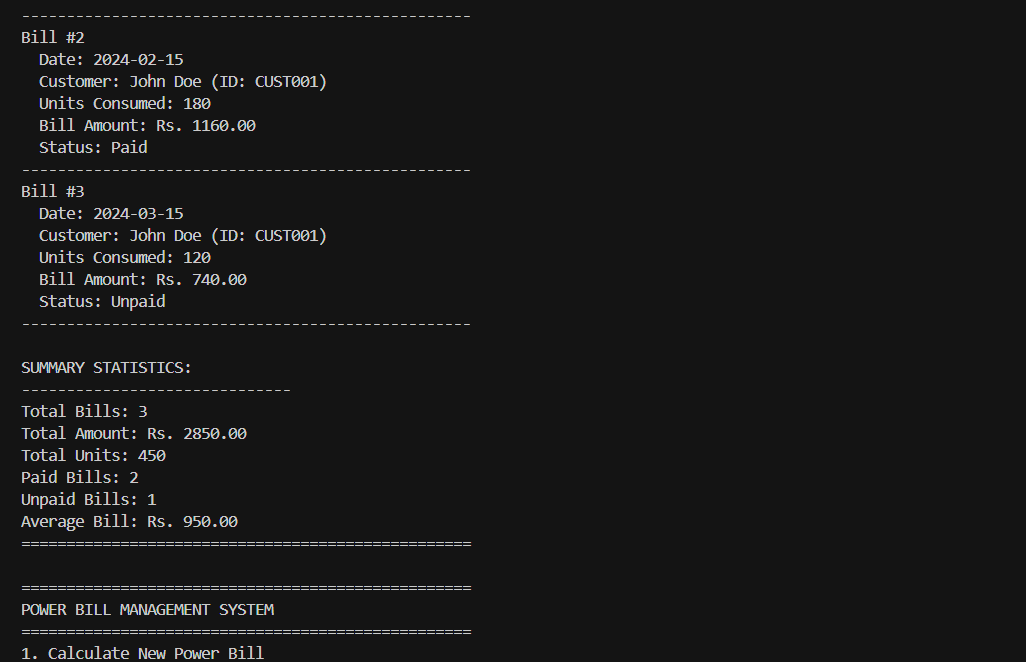 --------------------------------------------------
Bill #2
  Date: 2024-02-15
  Customer: John Doe (ID: CUST001)
  Units Consumed: 180
  Bill Amount: Rs. 1160.00
  Status: Paid
--------------------------------------------------
Bill #3
  Date: 2024-03-15
  Customer: John Doe (ID: CUST001)
  Units Consumed: 120
  Bill Amount: Rs. 740.00
  Status: Unpaid
--------------------------------------------------

SUMMARY STATISTICS:
------------------------------
Total Bills: 3
Total Amount: Rs. 2850.00
Total Units: 450
Paid Bills: 2
Unpaid Bills: 1
Average Bill: Rs. 950.00
==================================================

==================================================
POWER BILL MANAGEMENT SYSTEM
==================================================
1. Calculate New Power Bill